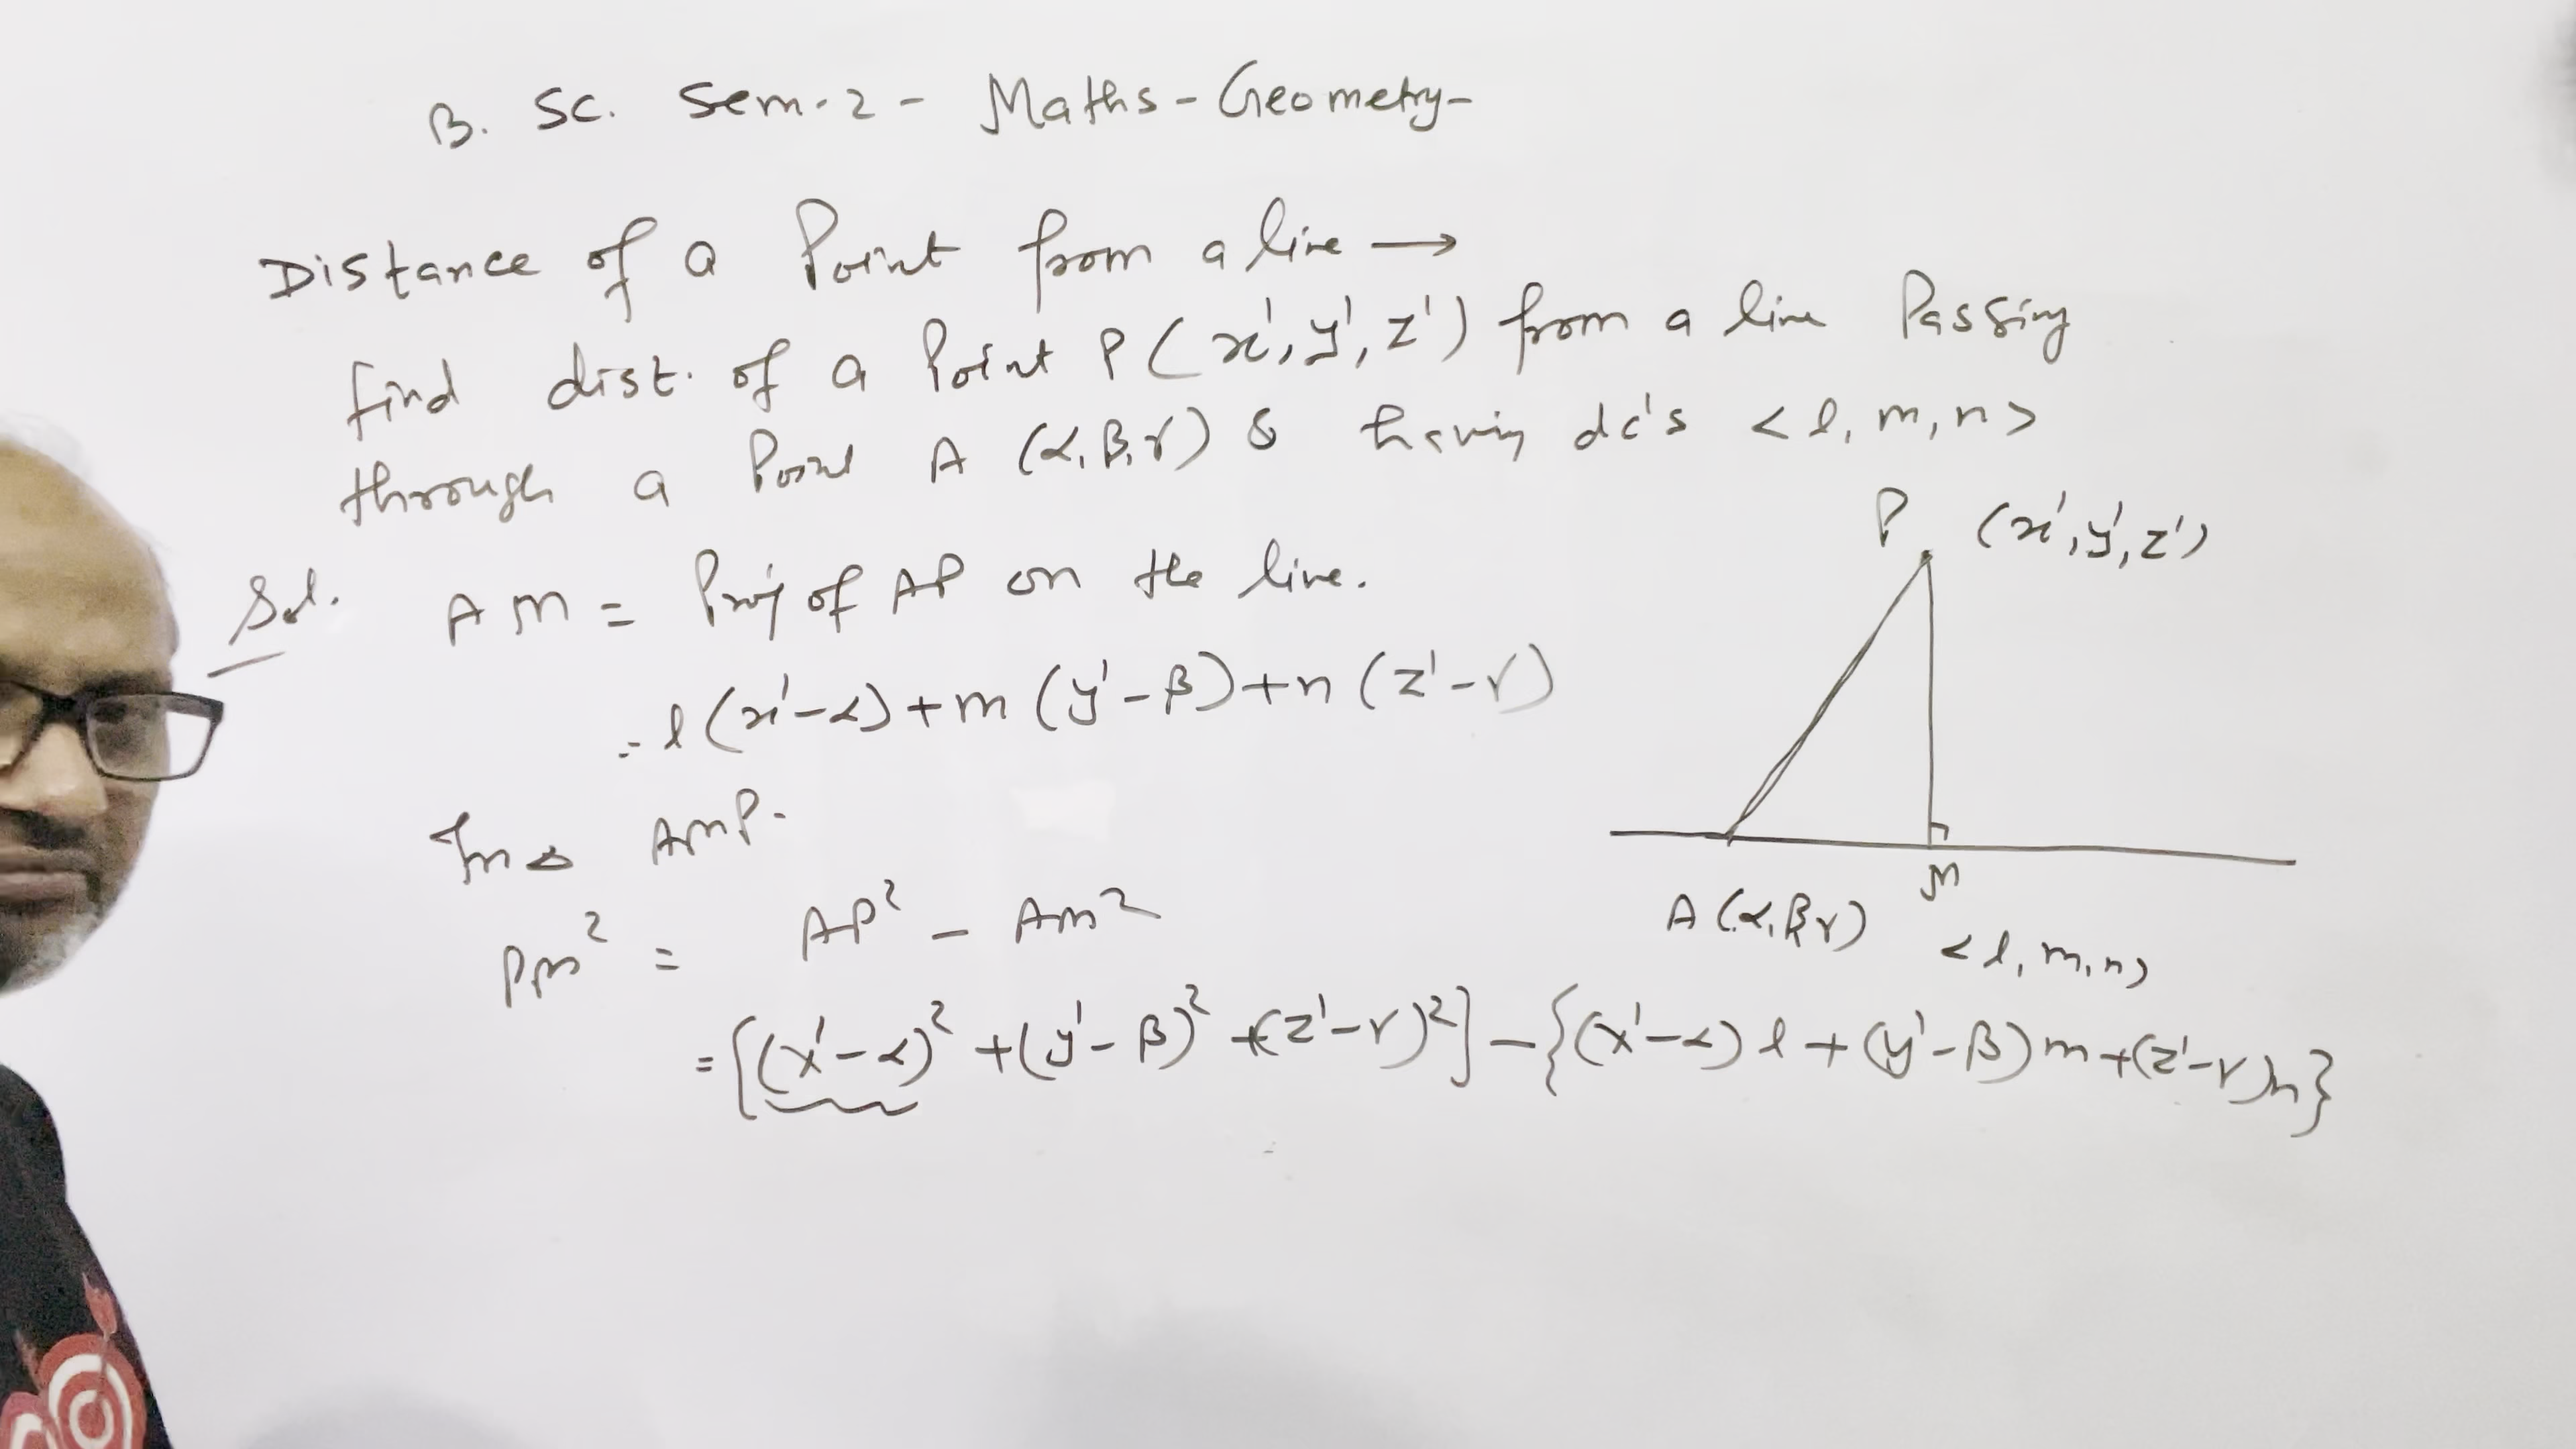 B. Sc. Sem-2 - Maths - Geometry-
Distance of a Point from a line →
find dist. of a Point P(x', y', z') from a line Passing
through a Point A (α, β, γ) & having dc's <l, m, n>
P (x', y', z')
Sol. AM = Proj of AP on the line.
= l(x'-α)+m(y'-β)+n(z'-γ)
In △ AMP.
M
A(α, β, γ) <l, m, n>
PM² = AP² - AM²
= [(x'-α)² +(y'-β)² +(z'-γ)²] - {(x'-α)l + (y'-β)m+(z'-γ)n}